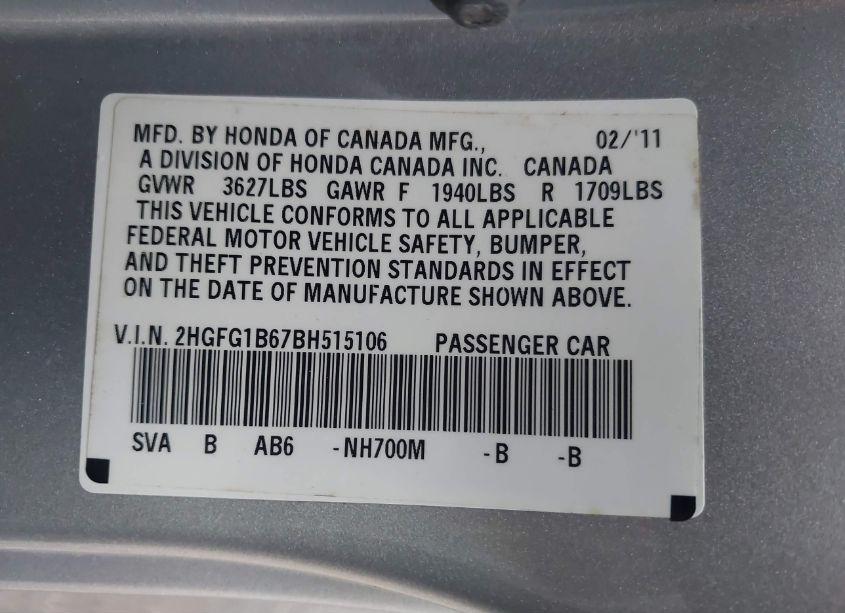 MFD. BY HONDA OF CANADA MFG., 02/'11
A DIVISION OF HONDA CANADA INC. CANADA
GVWR 3627LBS GAWR F 1940LBS R 1709LBS
THIS VEHICLE CONFORMS TO ALL APPLICABLE
FEDERAL MOTOR VEHICLE SAFETY, BUMPER,
AND THEFT PREVENTION STANDARDS IN EFFECT
ON THE DATE OF MANUFACTURE SHOWN ABOVE.
V.I.N. 2HGFG1B67BH515106 PASSENGER CAR
SVA B AB6 -NH700M -B -B